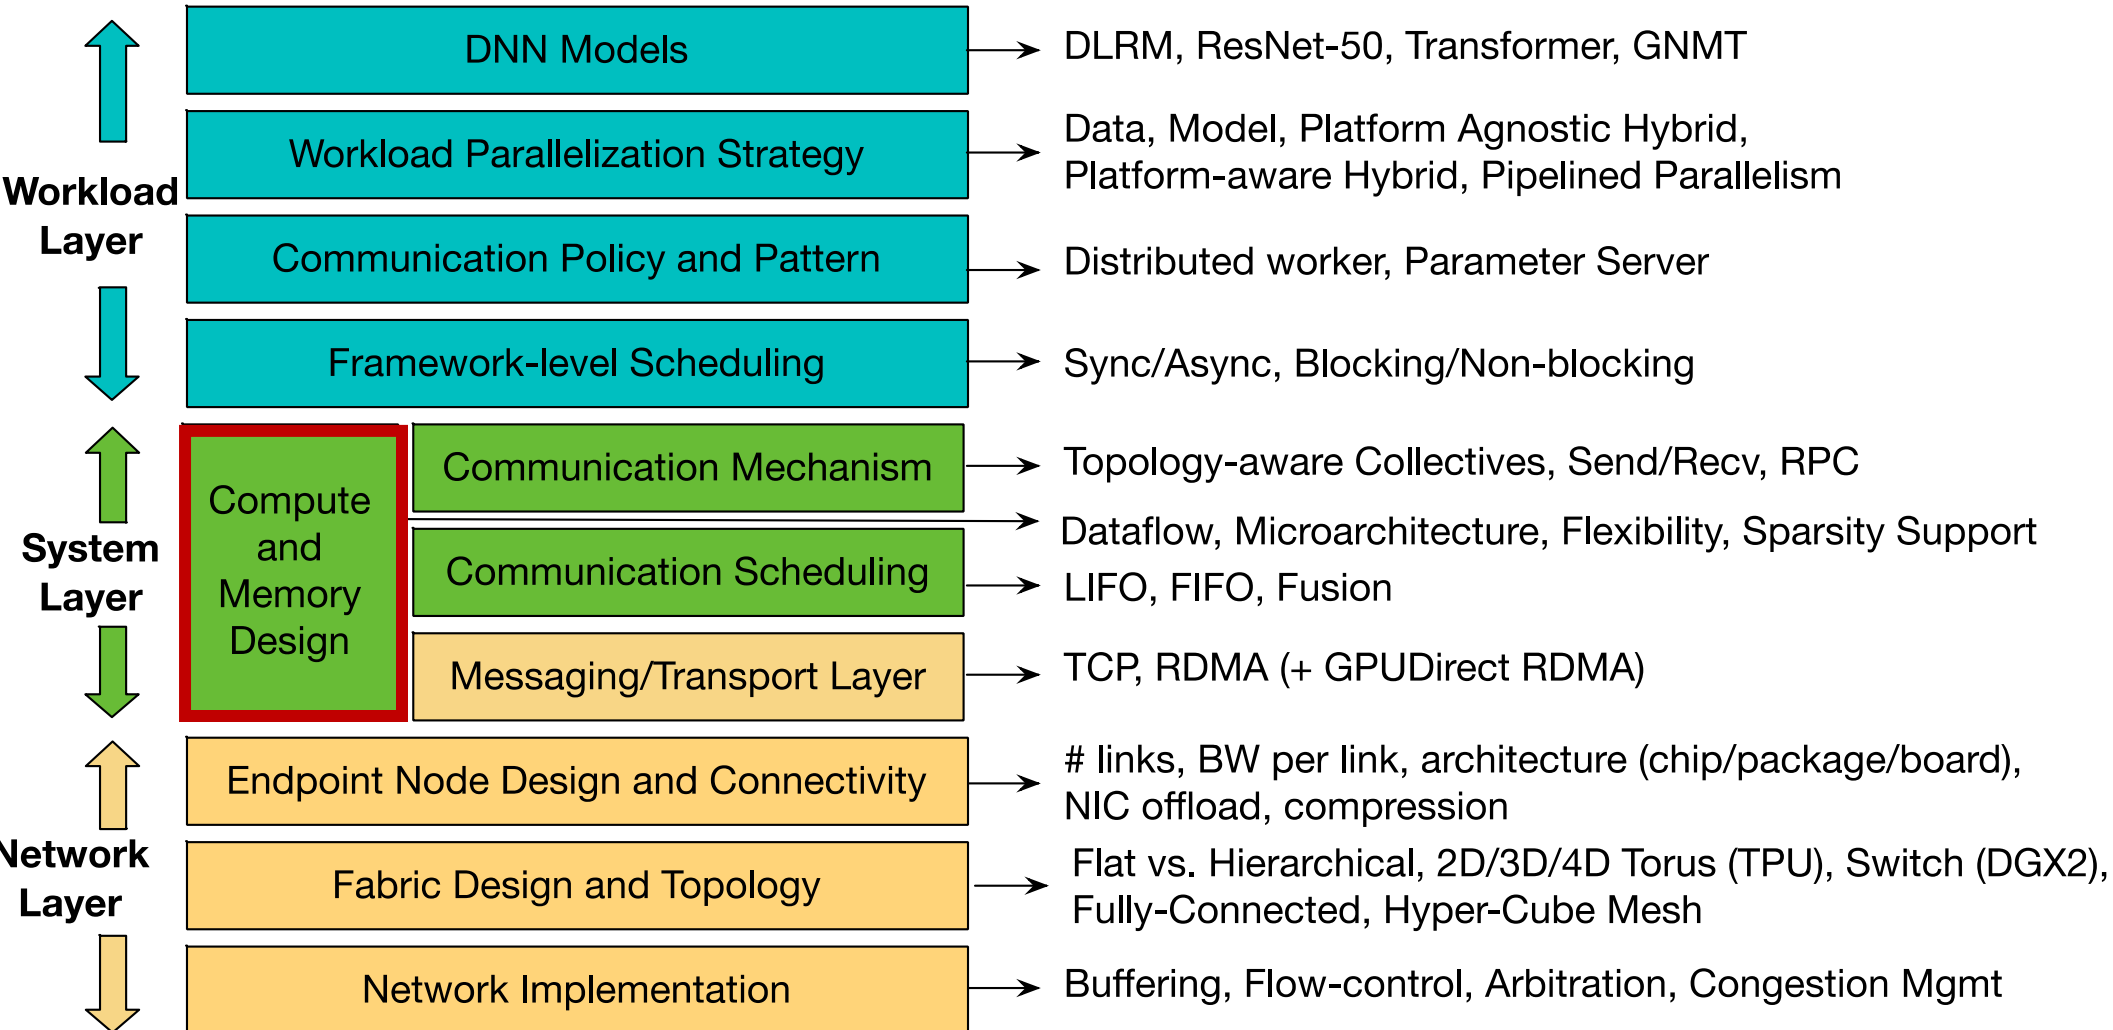 DNN Models
DLRM, ResNet-50, Transformer, GNMT
Workload Parallelization Strategy
Data, Model, Platform Agnostic Hybrid,
Platform-aware Hybrid, Pipelined Parallelism
Workload
Layer
Communication Policy and Pattern
Distributed worker, Parameter Server
Framework-level Scheduling
Sync/Async, Blocking/Non-blocking
System
Layer
Compute
and
Memory
Design
Communication Mechanism
Topology-aware Collectives, Send/Recv, RPC
Dataflow, Microarchitecture, Flexibility, Sparsity Support
Communication Scheduling
LIFO, FIFO, Fusion
Messaging/Transport Layer
TCP, RDMA (+ GPUDirect RDMA)
Endpoint Node Design and Connectivity
# links, BW per link, architecture (chip/package/board),
NIC offload, compression
Network
Layer
Fabric Design and Topology
Flat vs. Hierarchical, 2D/3D/4D Torus (TPU), Switch (DGX2),
Fully-Connected, Hyper-Cube Mesh
Network Implementation
Buffering, Flow-control, Arbitration, Congestion Mgmt